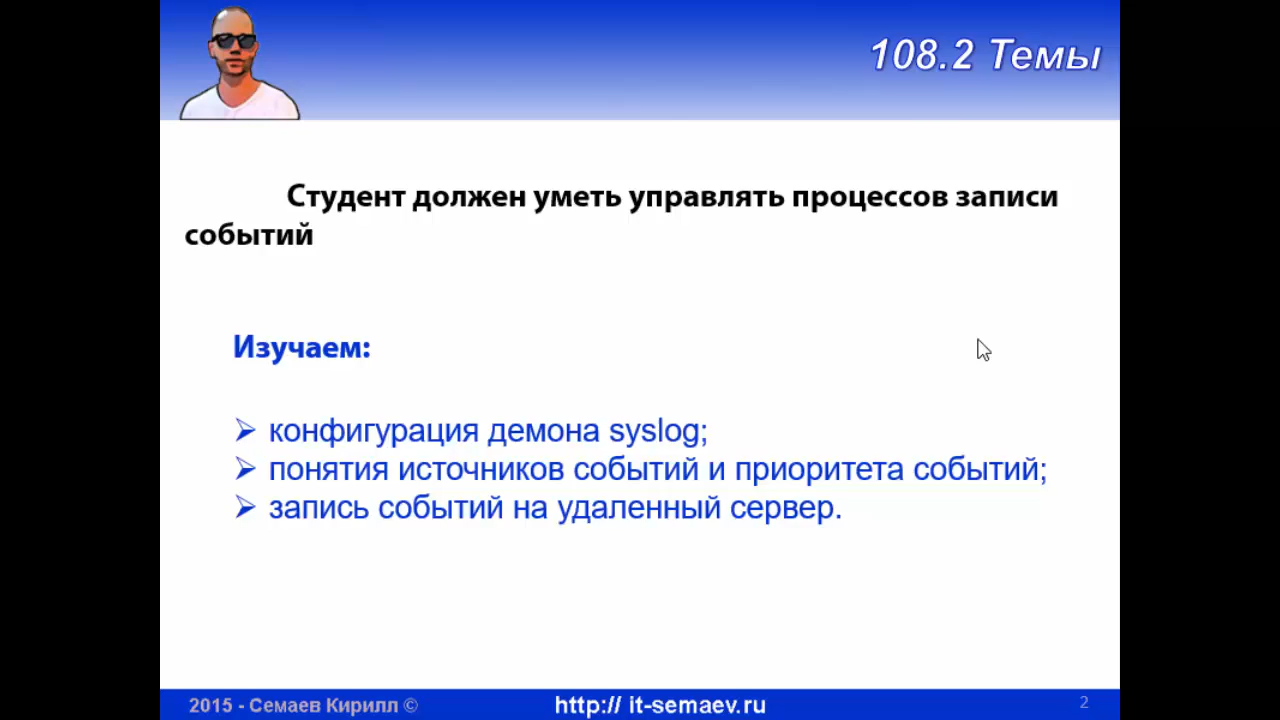 108.2 Темы
Студент должен уметь управлять процессов записи
событий
Изучаем:
конфигурация демона syslog;
понятия источников событий и приоритета событий;
запись событий на удаленный сервер.
2015 - Семаев Кирилл © http:// it-semaev.ru 2